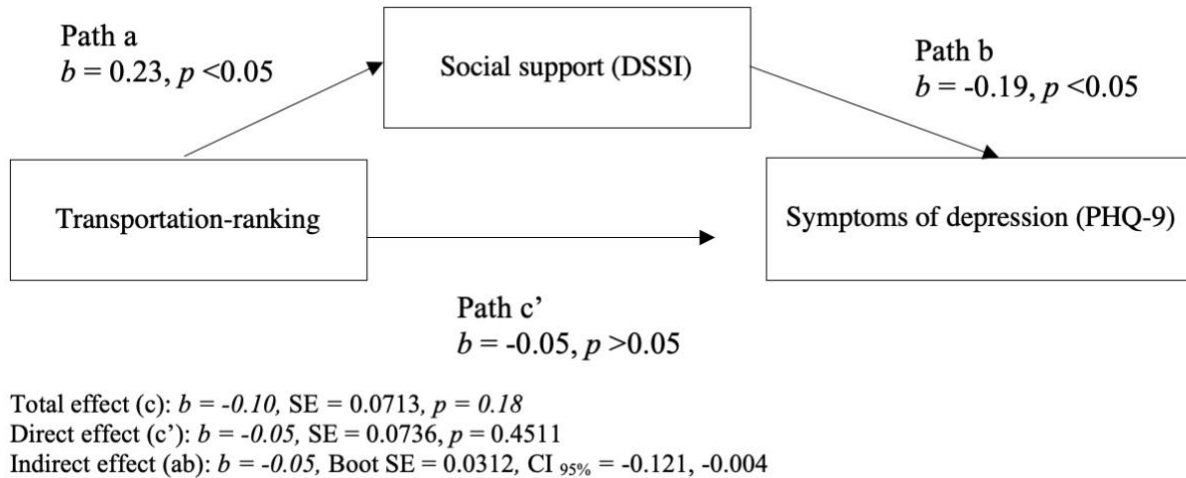 Path a
b = 0.23, p <0.05
Social support (DSSI)
Path b
b = -0.19, p <0.05
Transportation-ranking
Symptoms of depression (PHQ-9)
Path c’
b = -0.05, p >0.05
Total effect (c): b = -0.10, SE = 0.0713, p = 0.18
Direct effect (c’): b = -0.05, SE = 0.0736, p = 0.4511
Indirect effect (ab): b = -0.05, Boot SE = 0.0312, CI 95% = -0.121, -0.004